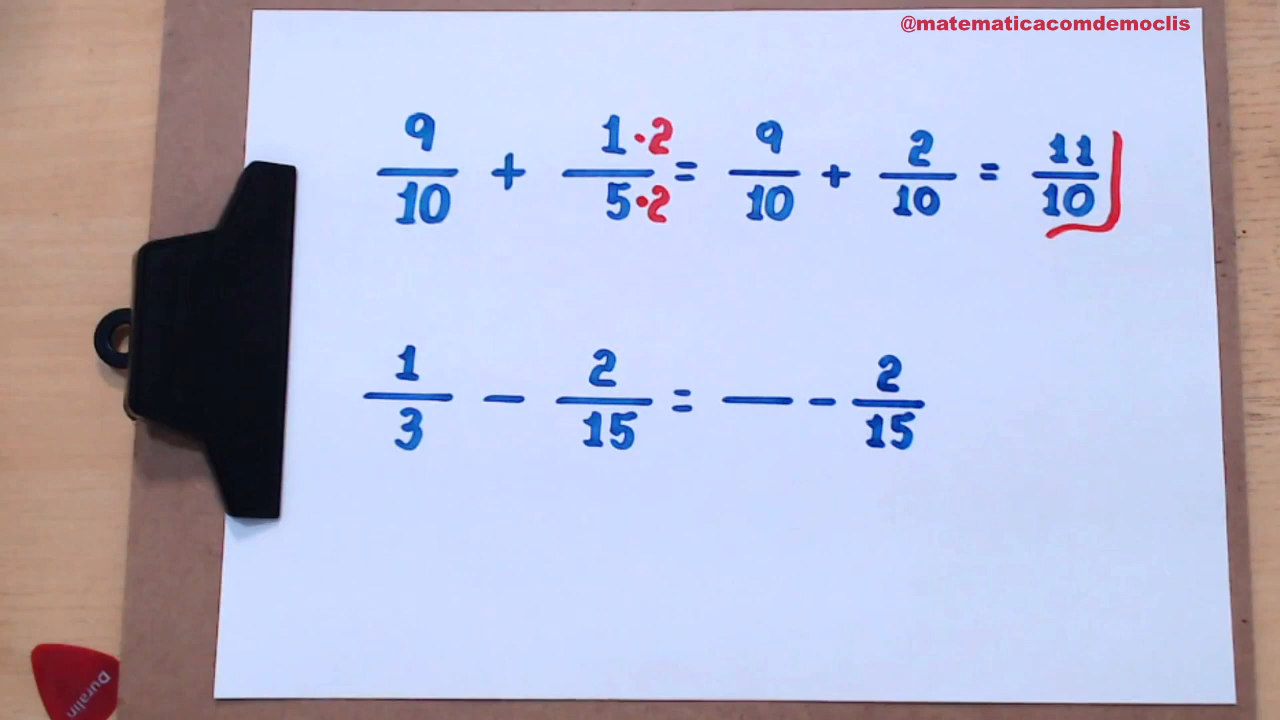 @matematicacomdemoclis
9/10 + 1·2/5·2 = 9/10 + 2/10 = 11/10
1/3 − 2/15 = — − 2/15
Duralin